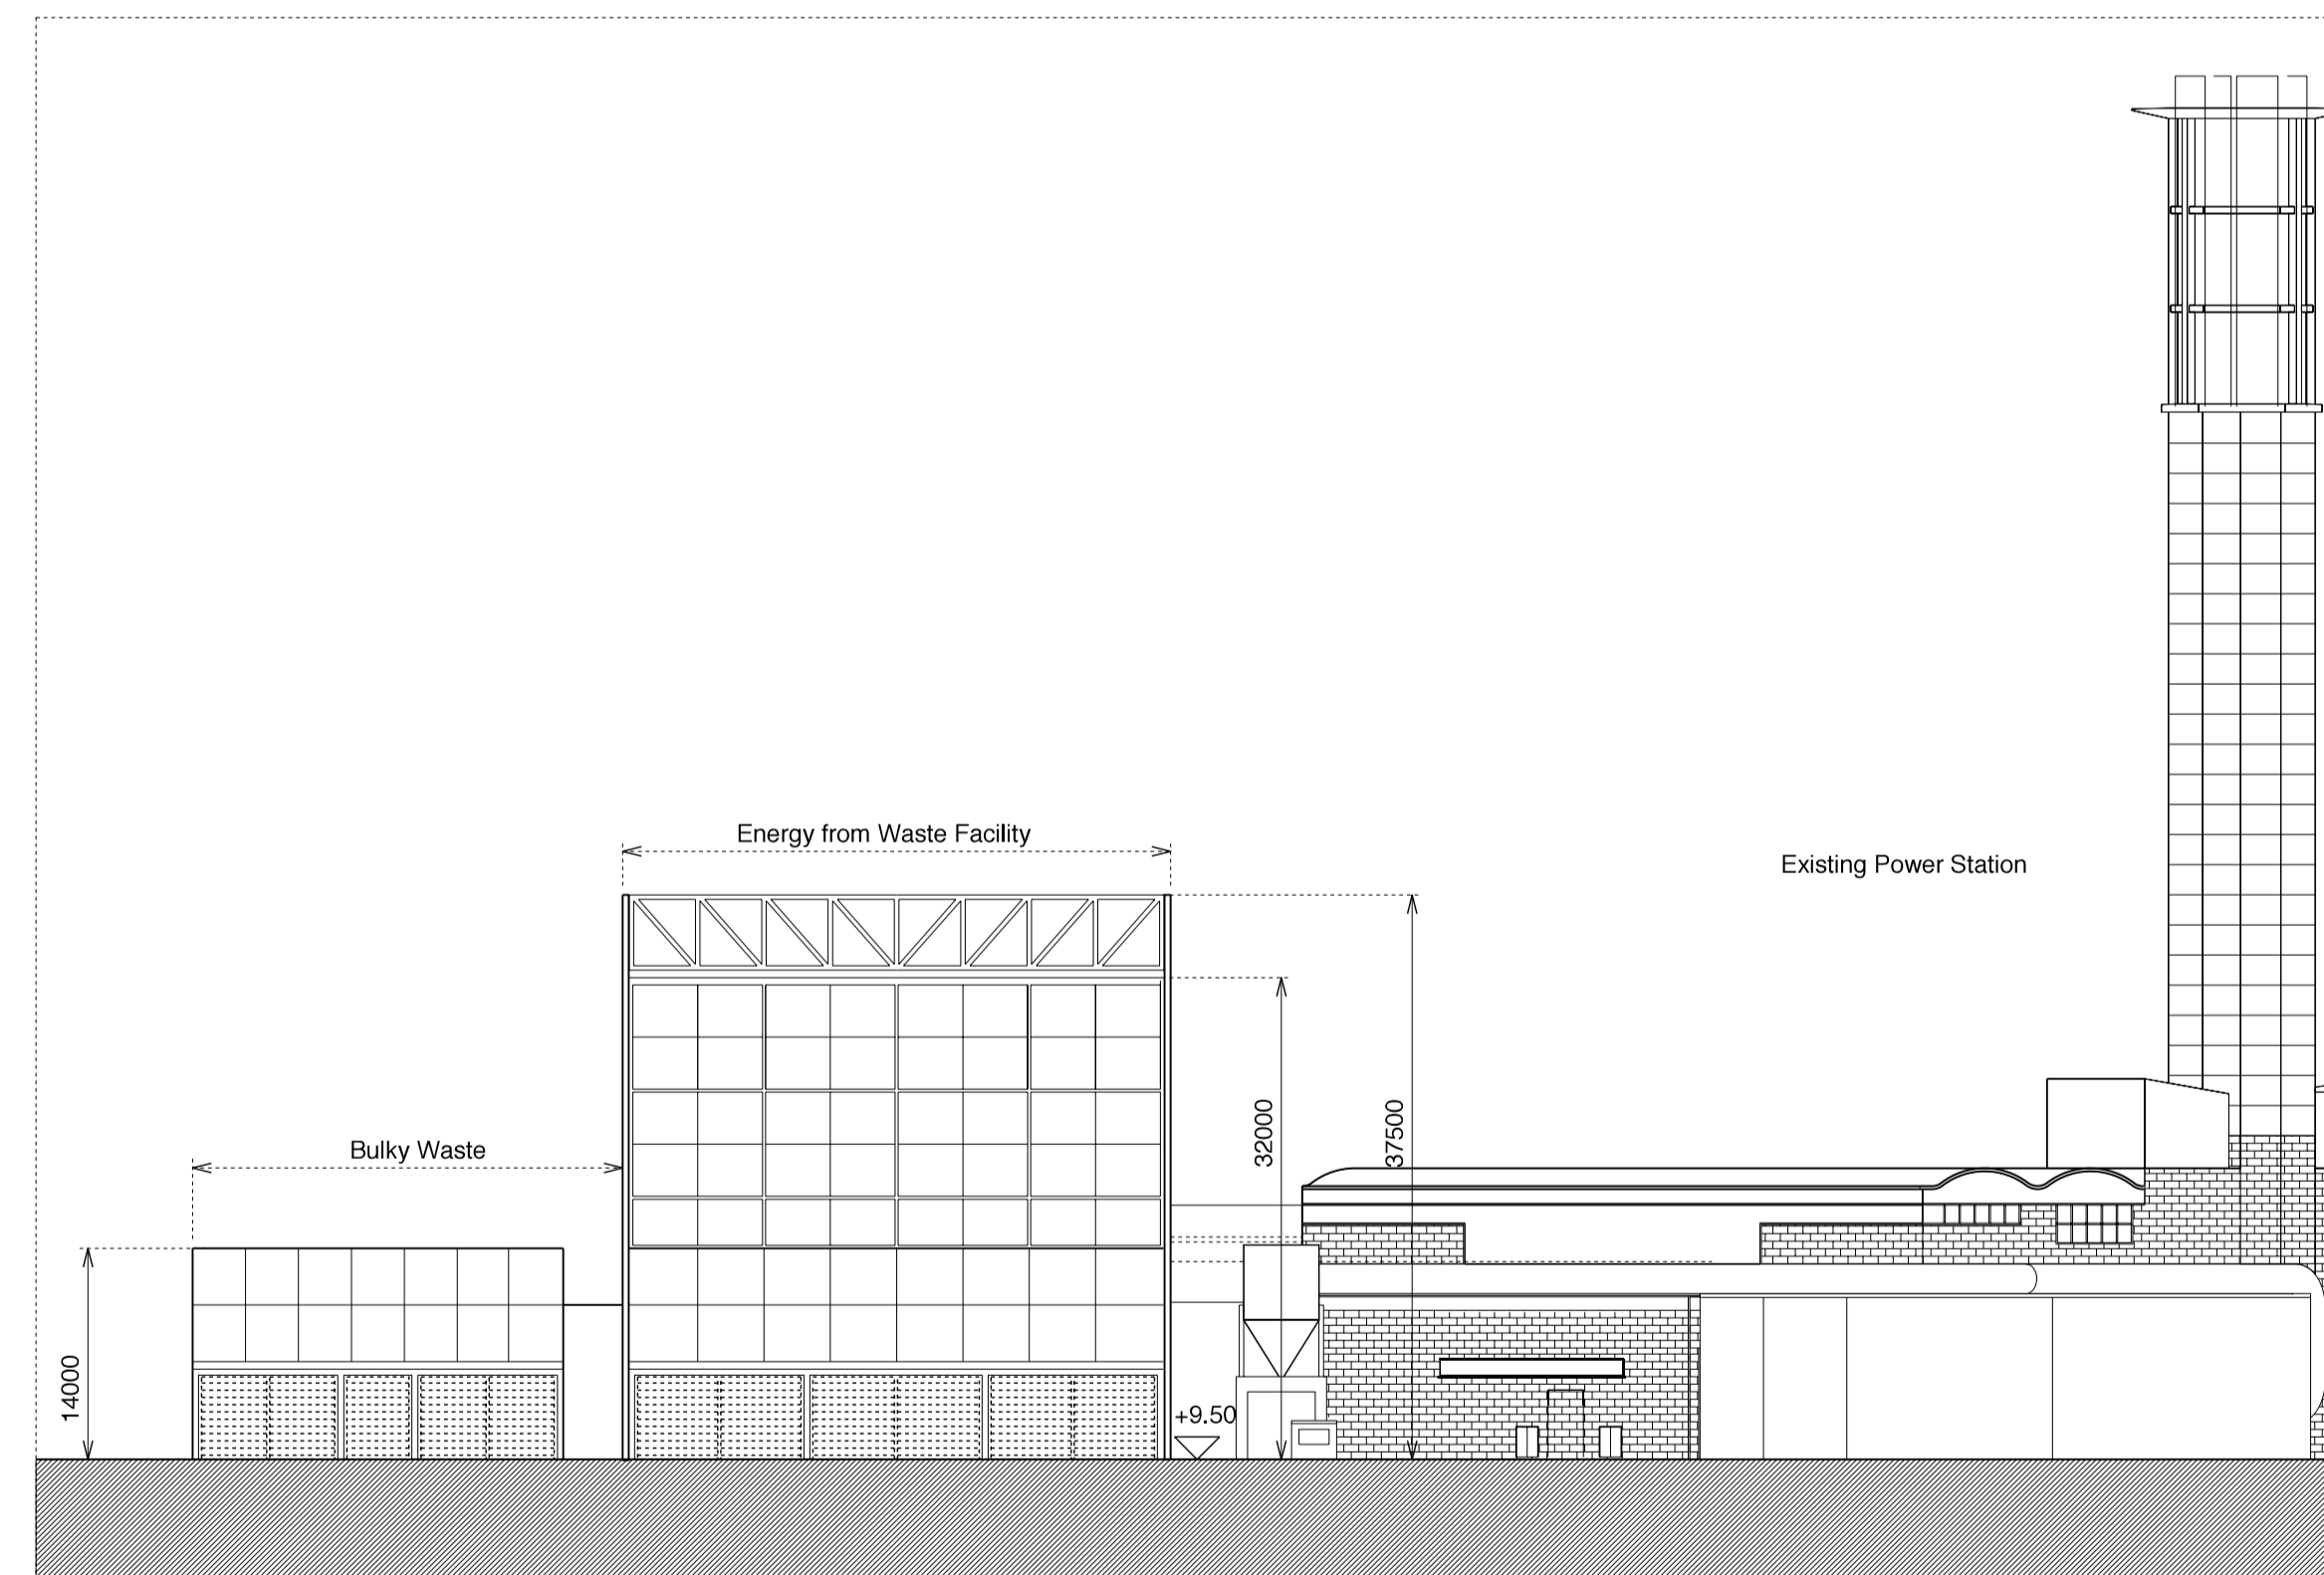 Energy from Waste Facility
Existing Power Station
Bulky Waste
32000
37500
14000
+9.50